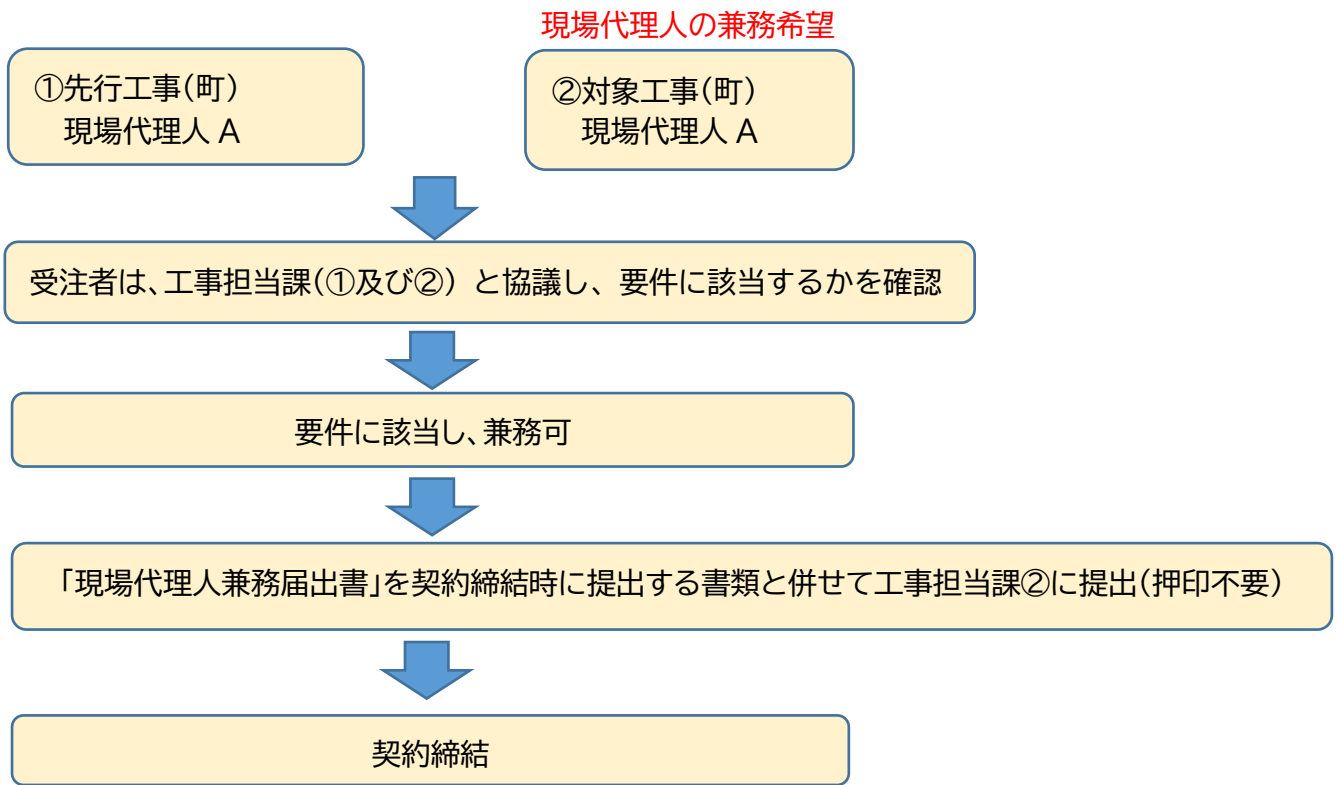 現場代理人の兼務希望
①先行工事(町)
現場代理人 A
②対象工事(町)
現場代理人 A
受注者は、工事担当課(①及び②) と協議し、要件に該当するかを確認
要件に該当し、兼務可
「現場代理人兼務届出書」を契約締結時に提出する書類と併せて工事担当課②に提出(押印不要)
契約締結